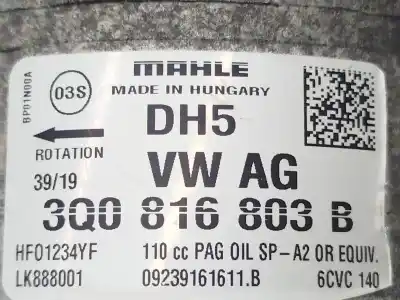 MAHLE
MADE IN HUNGARY
03S
BP01N00A
DH5
ROTATION
VW AG
39/19
3Q0 816 803 B
HFO1234YF 110 cc PAG OIL SP-A2 OR EQUIV.
LK888001 09239161611.B 6CVC 140